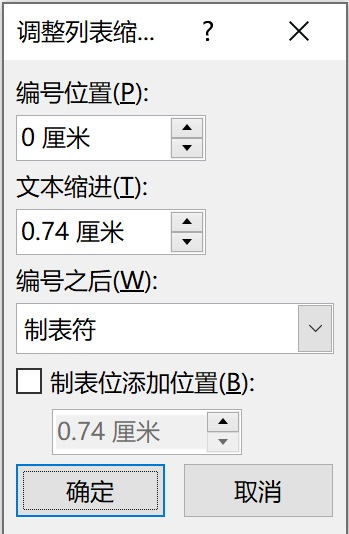 调整列表缩... ? ×
编号位置(P):
0 厘米
文本缩进(T):
0.74 厘米
编号之后(W):
制表符
制表位添加位置(B):
0.74 厘米
确定 取消